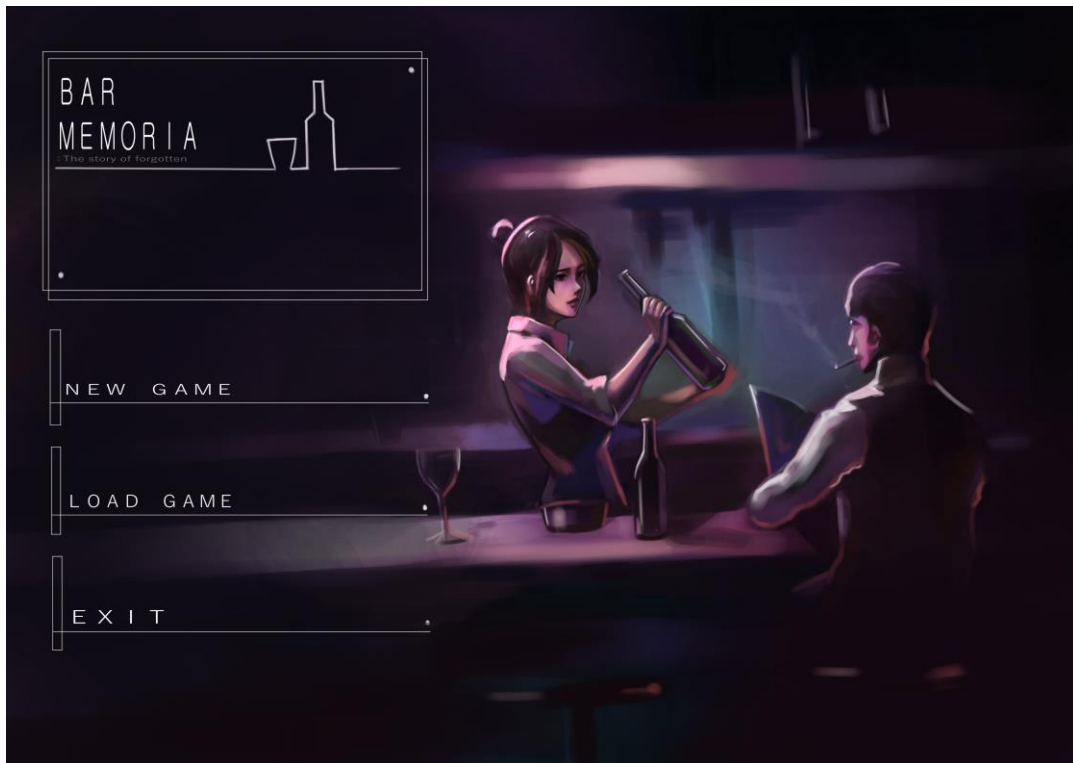 BAR
MEMORIA
: The story of forgotten
NEW GAME
LOAD GAME
EXIT